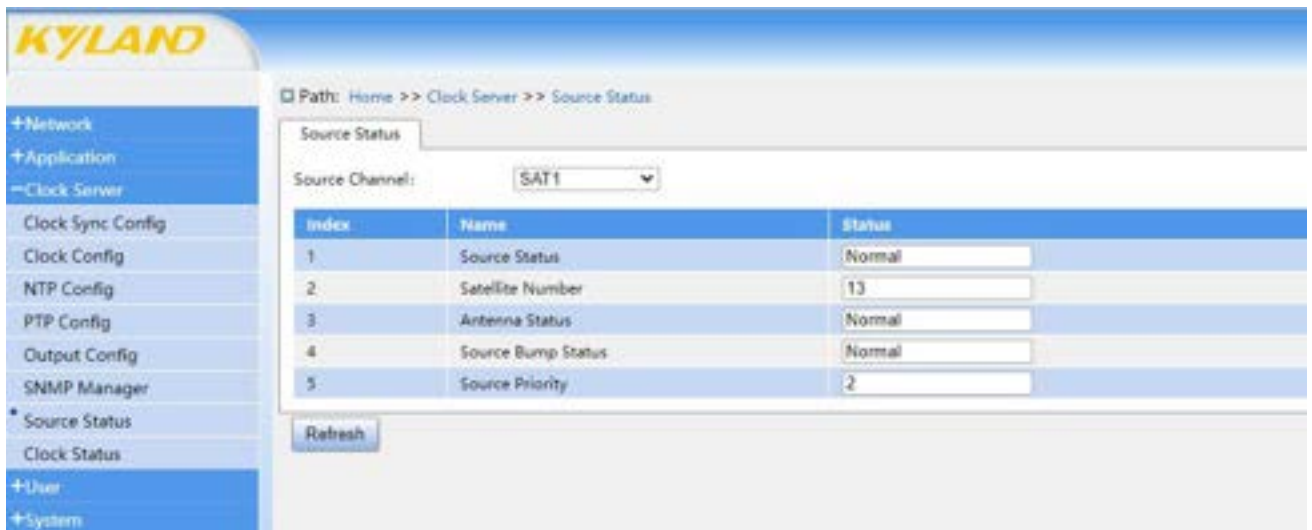 KYLAND
Path: Home >> Clock Server >> Source Status
+Network
+Application
-Clock Server
Clock Sync Config
Clock Config
NTP Config
PTP Config
Output Config
SNMP Manager
Source Status
Clock Status
+User
+System
Source Status
Source Channel: SAT1
Index Name Status
1 Source Status Normal
2 Satellite Number 13
3 Antenna Status Normal
4 Source Bump Status Normal
5 Source Priority 2
Refresh